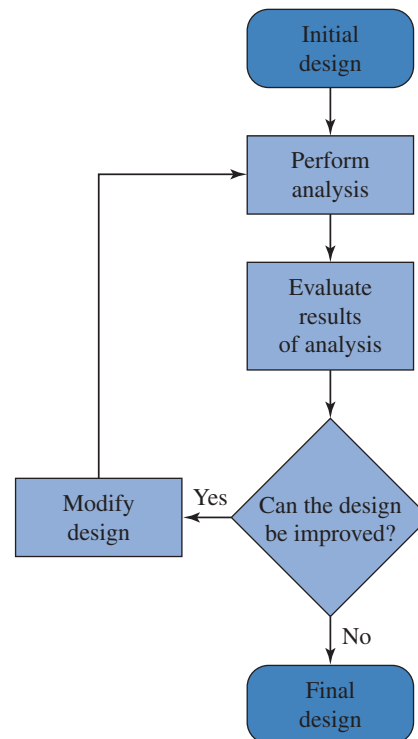 Initial
design
Perform
analysis
Evaluate
results
of analysis
Can the design
be improved?
Yes
Modify
design
No
Final
design